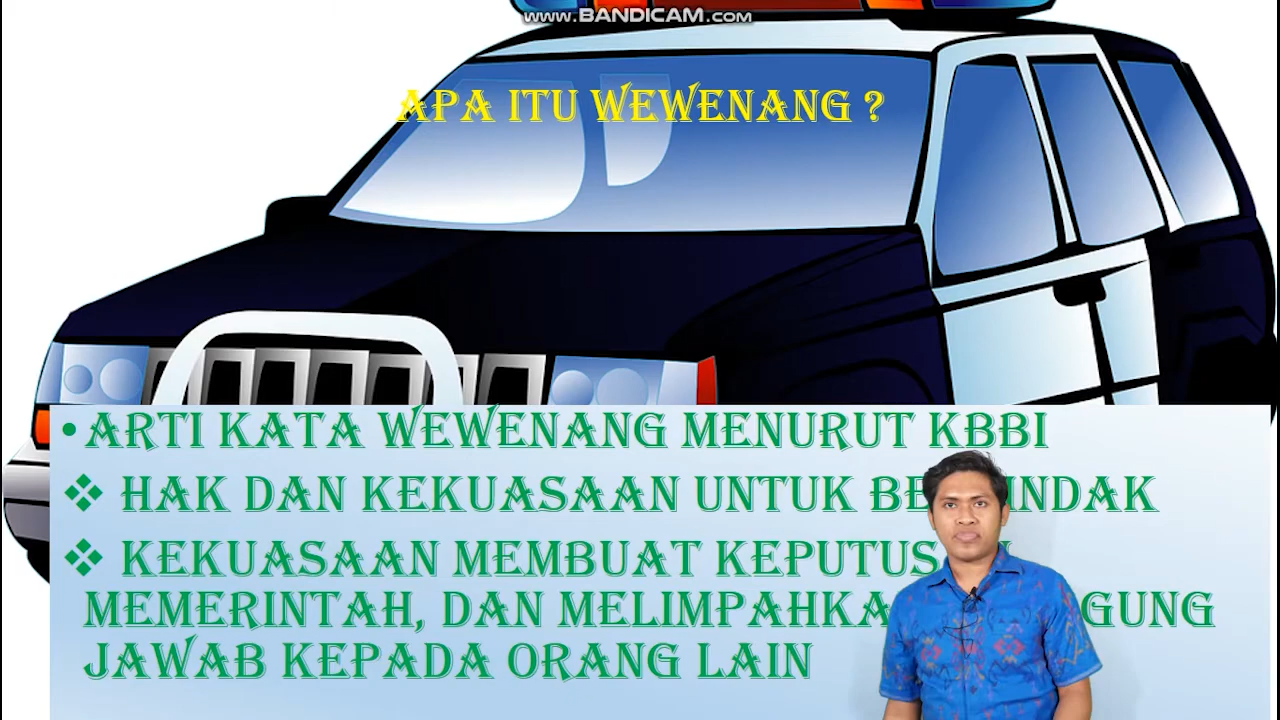 www.BANDICAM.com
APA ITU WEWENANG ?
•ARTI KATA WEWENANG MENURUT KBBI
❖ HAK DAN KEKUASAAN UNTUK
❖ KEKUASAAN MEMBUAT
MEMERINTAH, DAN
JAWAB KEPADA ORANG LAIN